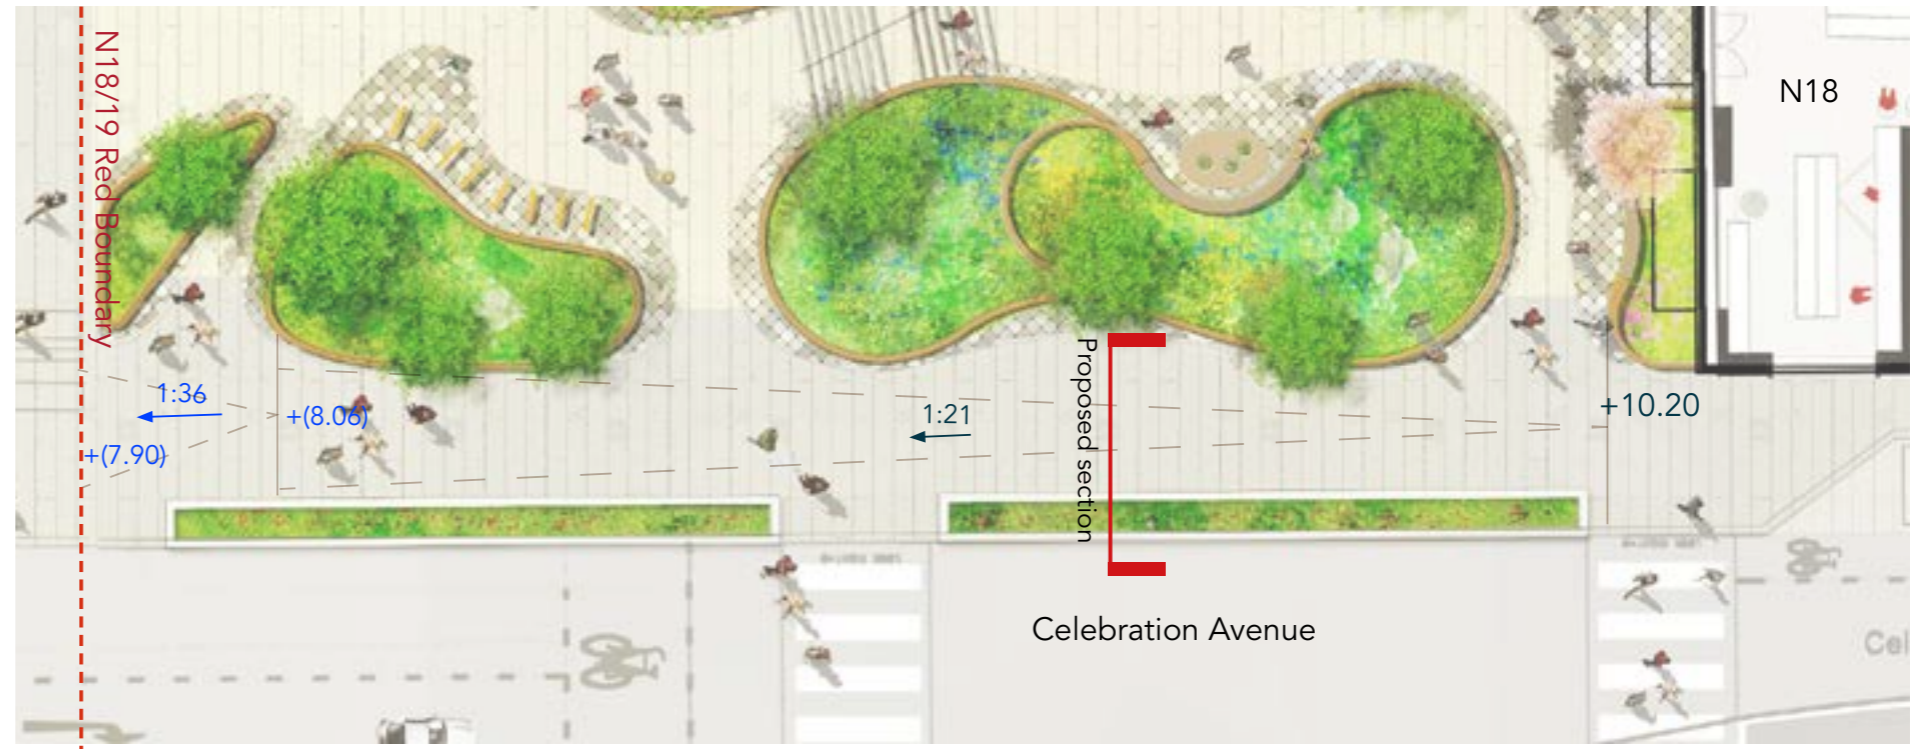 N18/19 Red Boundary
N18
1:36
+(8.06)
+(7.90)
1:21
Proposed section
+10.20
Celebration Avenue
Cel